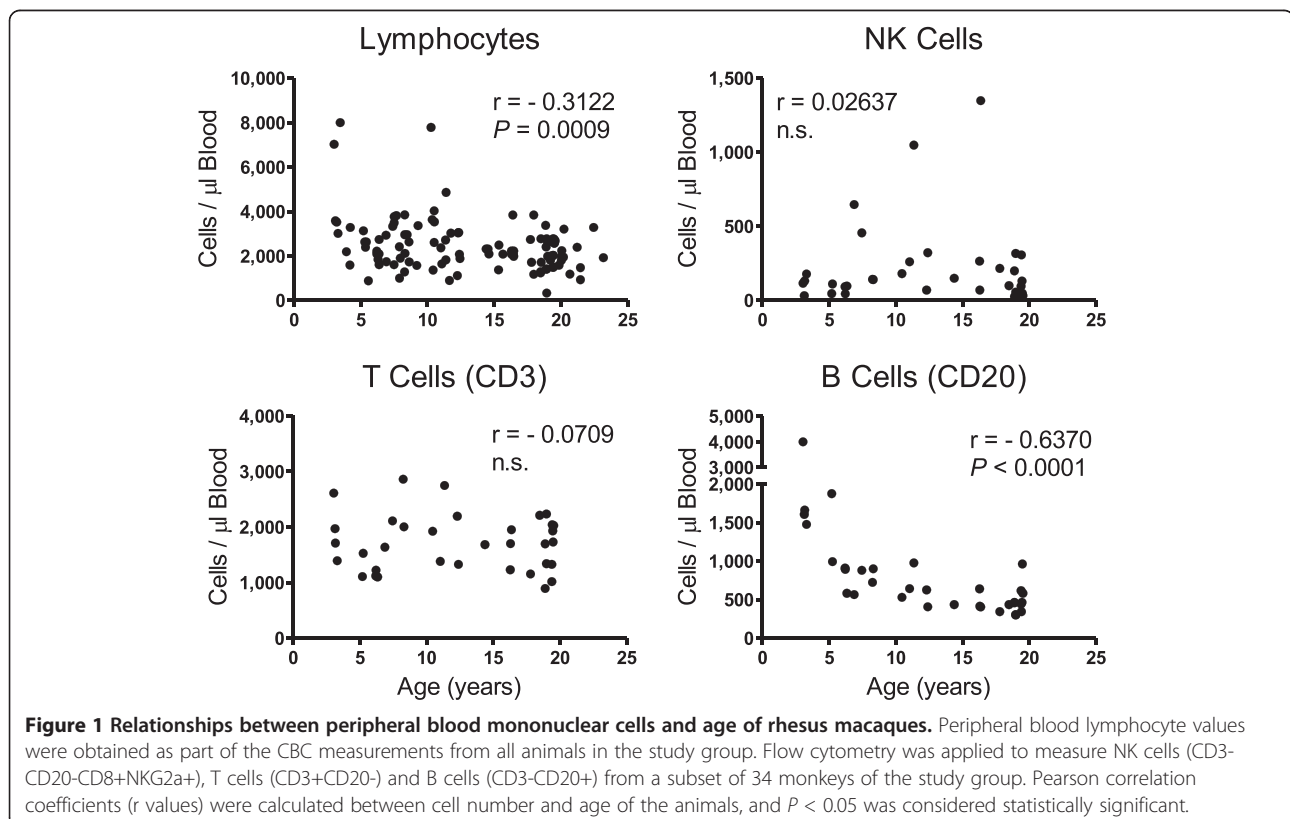 Lymphocytes
10,000
8,000
6,000
4,000
2,000
0
Cells / µl Blood
r = - 0.3122
P = 0.0009
0 5 10 15 20 25
NK Cells
1,500
1,000
500
0
Cells / µl Blood
r = 0.02637
n.s.
0 5 10 15 20 25
T Cells (CD3)
4,000
3,000
2,000
1,000
0
Cells / µl Blood
r = - 0.0709
n.s.
0 5 10 15 20 25
Age (years)
B Cells (CD20)
5,000
4,000
3,000
2,000
1,500
1,000
500
0
Cells / µl Blood
r = - 0.6370
P < 0.0001
0 5 10 15 20 25
Age (years)
Figure 1 Relationships between peripheral blood mononuclear cells and age of rhesus macaques. Peripheral blood lymphocyte values
were obtained as part of the CBC measurements from all animals in the study group. Flow cytometry was applied to measure NK cells (CD3-
CD20-CD8+NKG2a+), T cells (CD3+CD20-) and B cells (CD3-CD20+) from a subset of 34 monkeys of the study group. Pearson correlation
coefficients (r values) were calculated between cell number and age of the animals, and P < 0.05 was considered statistically significant.